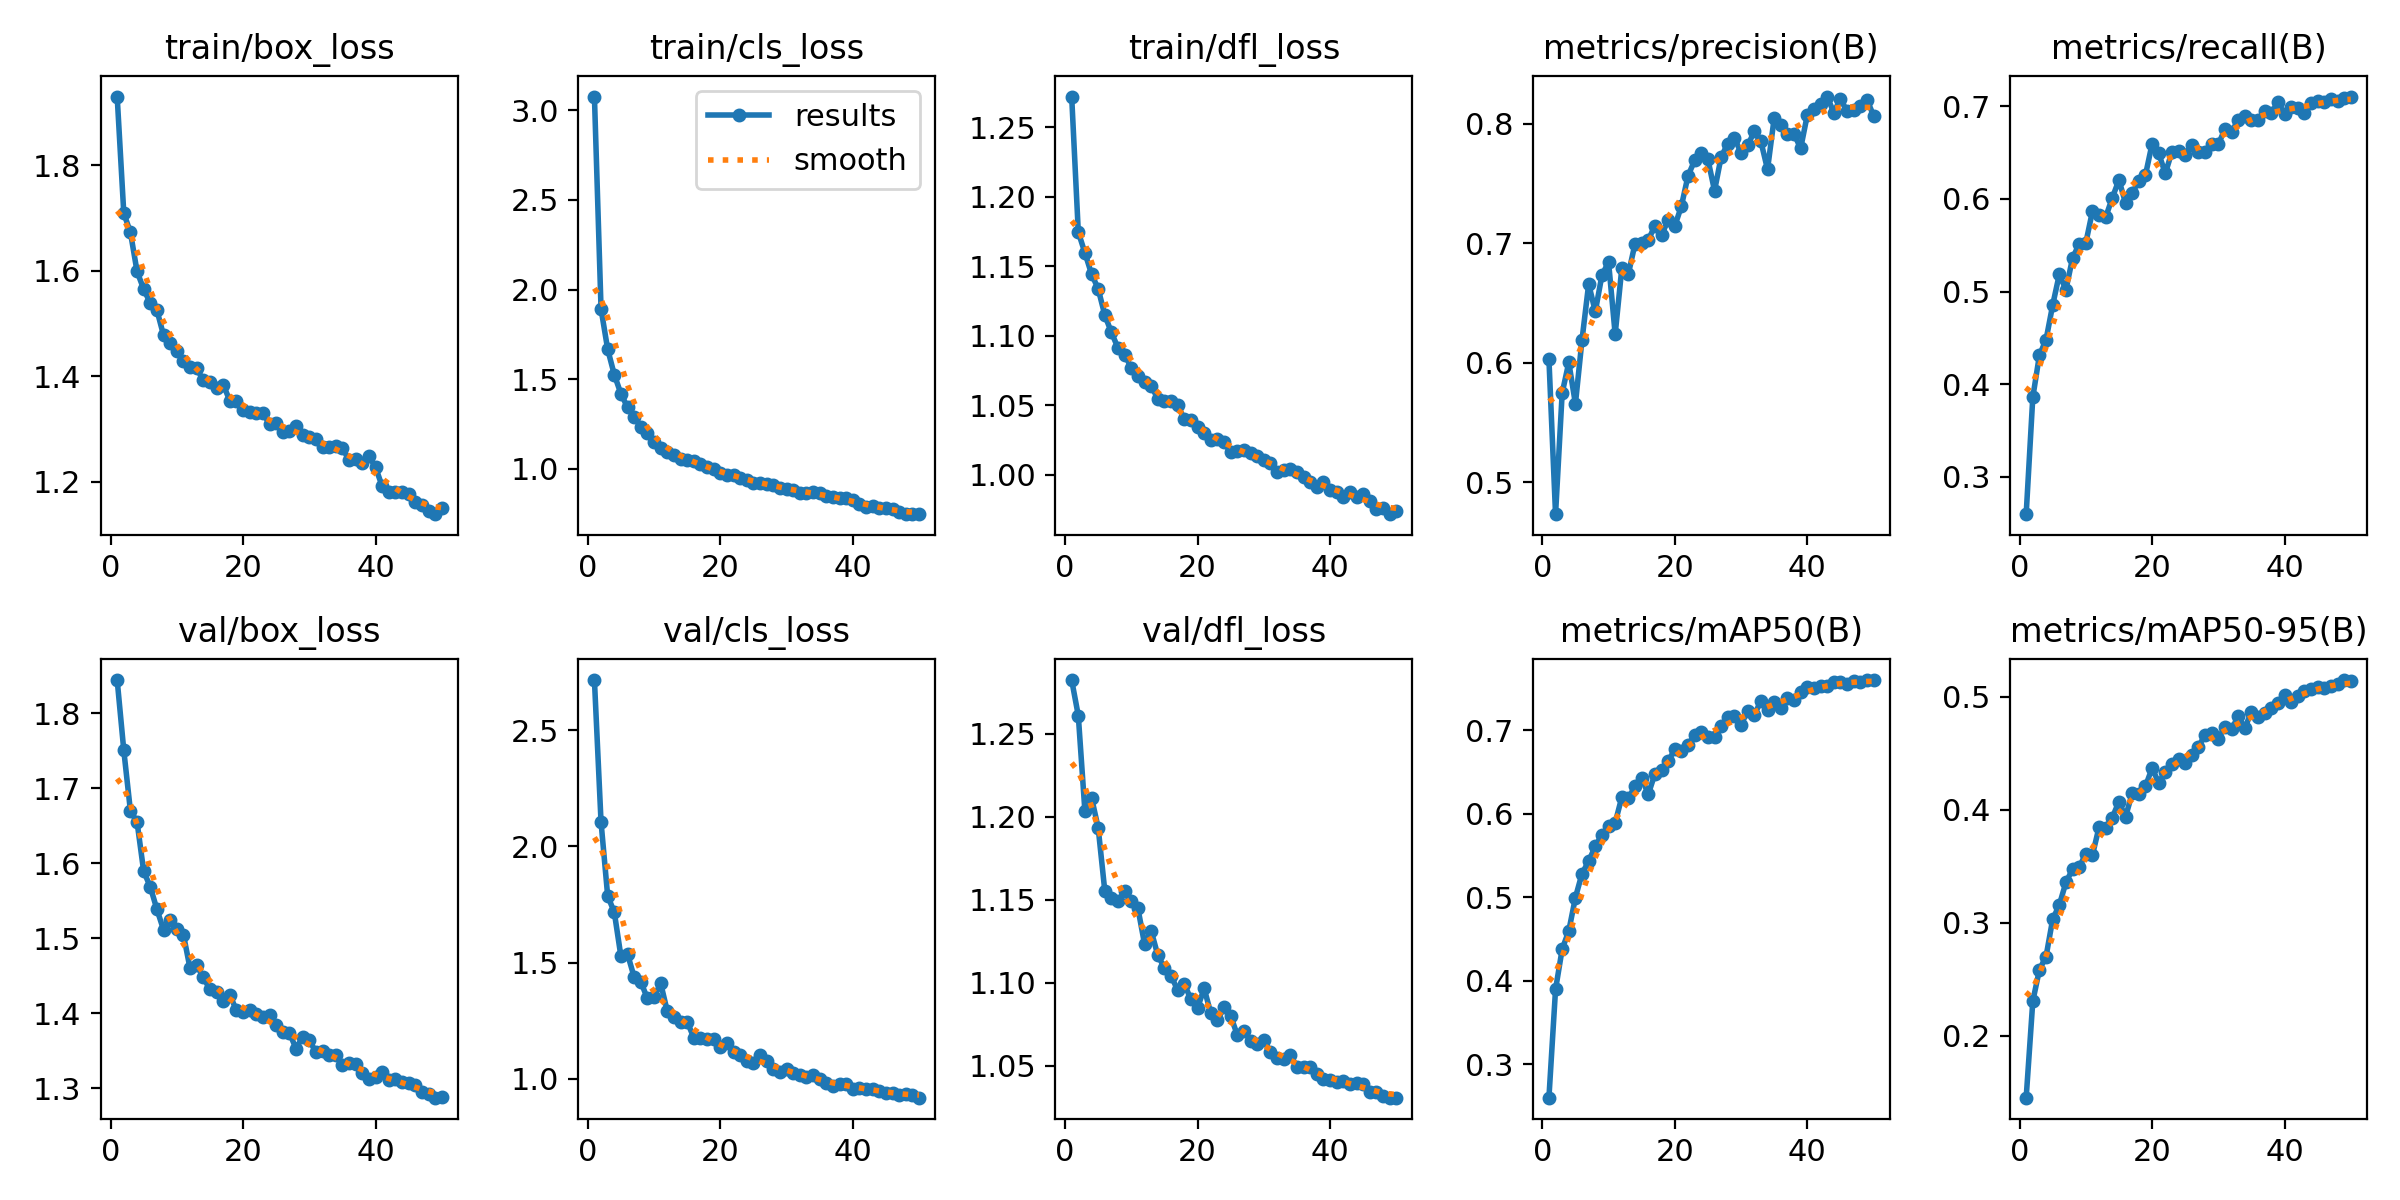 train/box_loss
1.8
1.6
1.4
1.2
0 20 40
train/cls_loss
results
smooth
3.0
2.5
2.0
1.5
1.0
0 20 40
train/dfl_loss
1.25
1.20
1.15
1.10
1.05
1.00
0 20 40
metrics/precision(B)
0.8
0.7
0.6
0.5
0 20 40
metrics/recall(B)
0.7
0.6
0.5
0.4
0.3
0 20 40
val/box_loss
1.8
1.7
1.6
1.5
1.4
1.3
0 20 40
val/cls_loss
2.5
2.0
1.5
1.0
0 20 40
val/dfl_loss
1.25
1.20
1.15
1.10
1.05
0 20 40
metrics/mAP50(B)
0.7
0.6
0.5
0.4
0.3
0 20 40
metrics/mAP50-95(B)
0.5
0.4
0.3
0.2
0 20 40